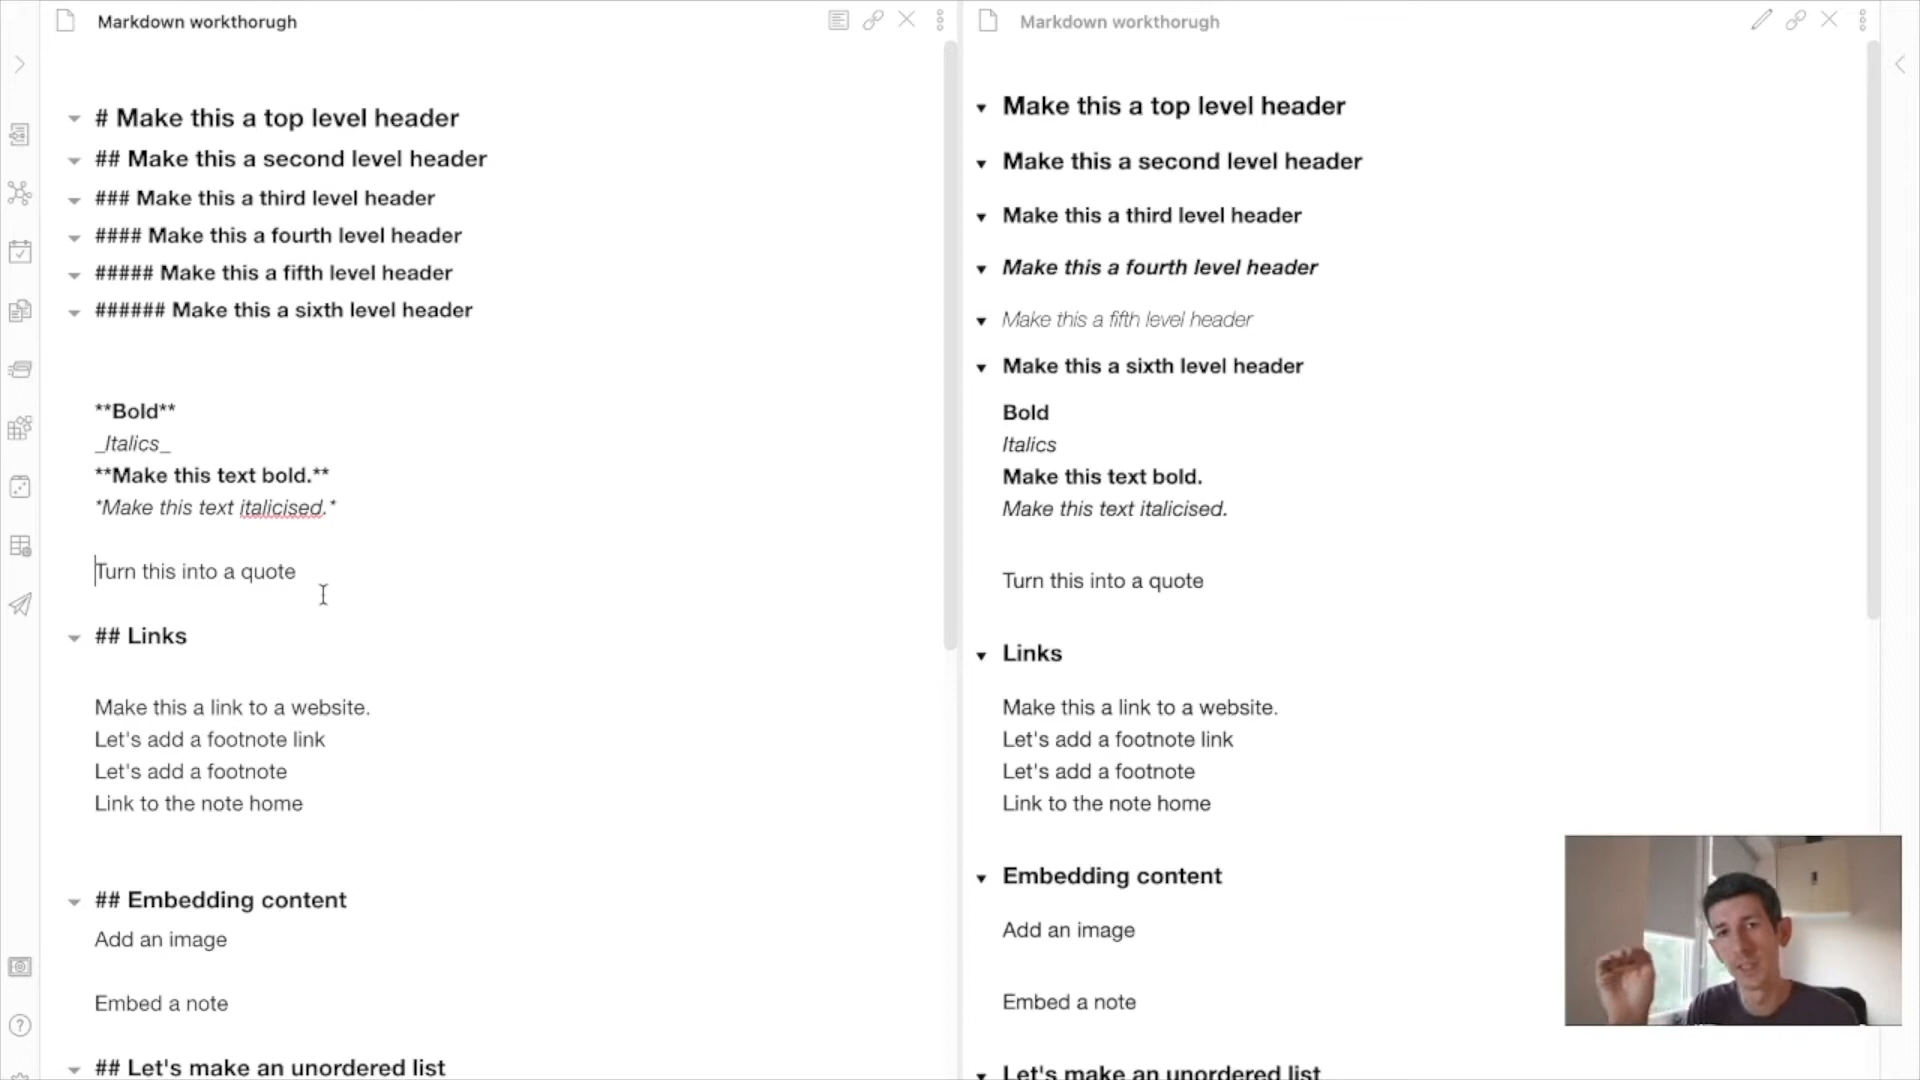 Markdown workthorugh
# Make this a top level header
## Make this a second level header
### Make this a third level header
#### Make this a fourth level header
##### Make this a fifth level header
###### Make this a sixth level header
**Bold**
_Italics_
**Make this text bold.**
*Make this text italicised.*
Turn this into a quote
## Links
Make this a link to a website.
Let's add a footnote link
Let's add a footnote
Link to the note home
## Embedding content
Add an image
Embed a note
## Let's make an unordered list
Markdown workthorugh
Make this a top level header
Make this a second level header
Make this a third level header
Make this a fourth level header
Make this a fifth level header
Make this a sixth level header
Bold
Italics
Make this text bold.
Make this text italicised.
Turn this into a quote
Links
Make this a link to a website.
Let's add a footnote link
Let's add a footnote
Link to the note home
Embedding content
Add an image
Embed a note
Let's make an unordered list